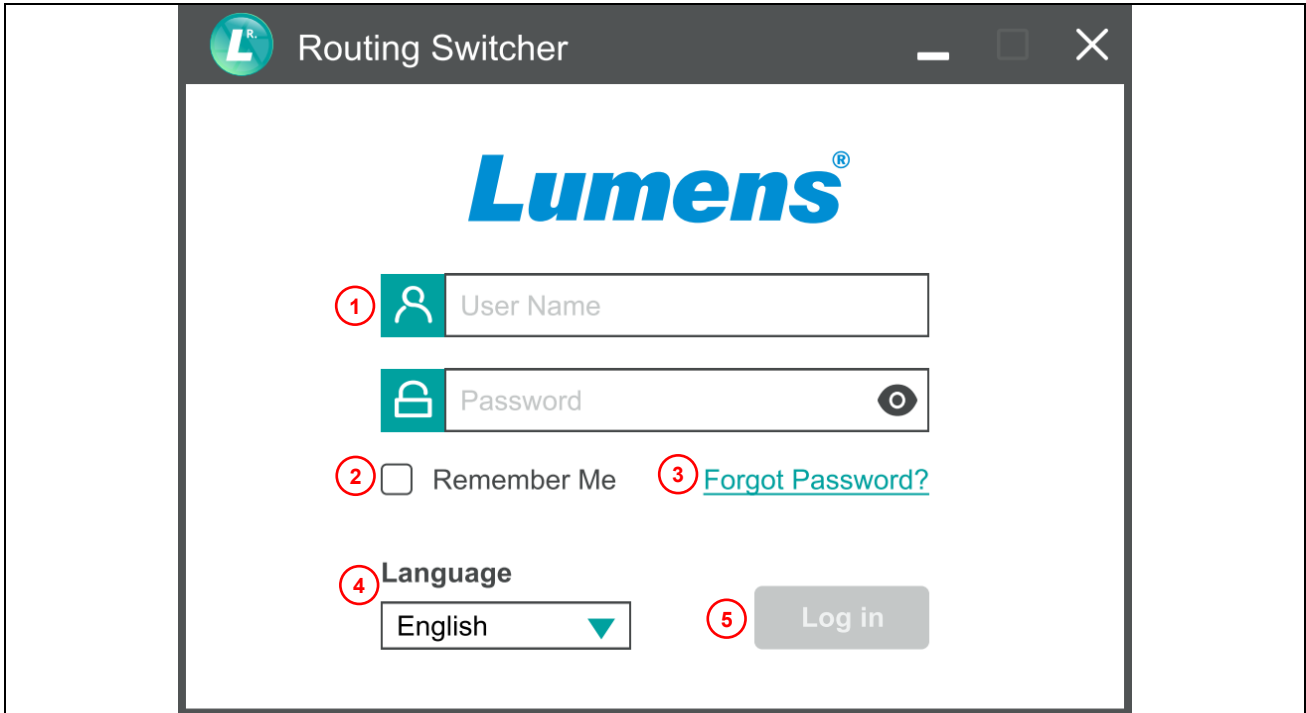 L R. Routing Switcher
Lumens®
1 User Name
Password
2 Remember Me 3 Forgot Password?
4 Language
English
5 Log in